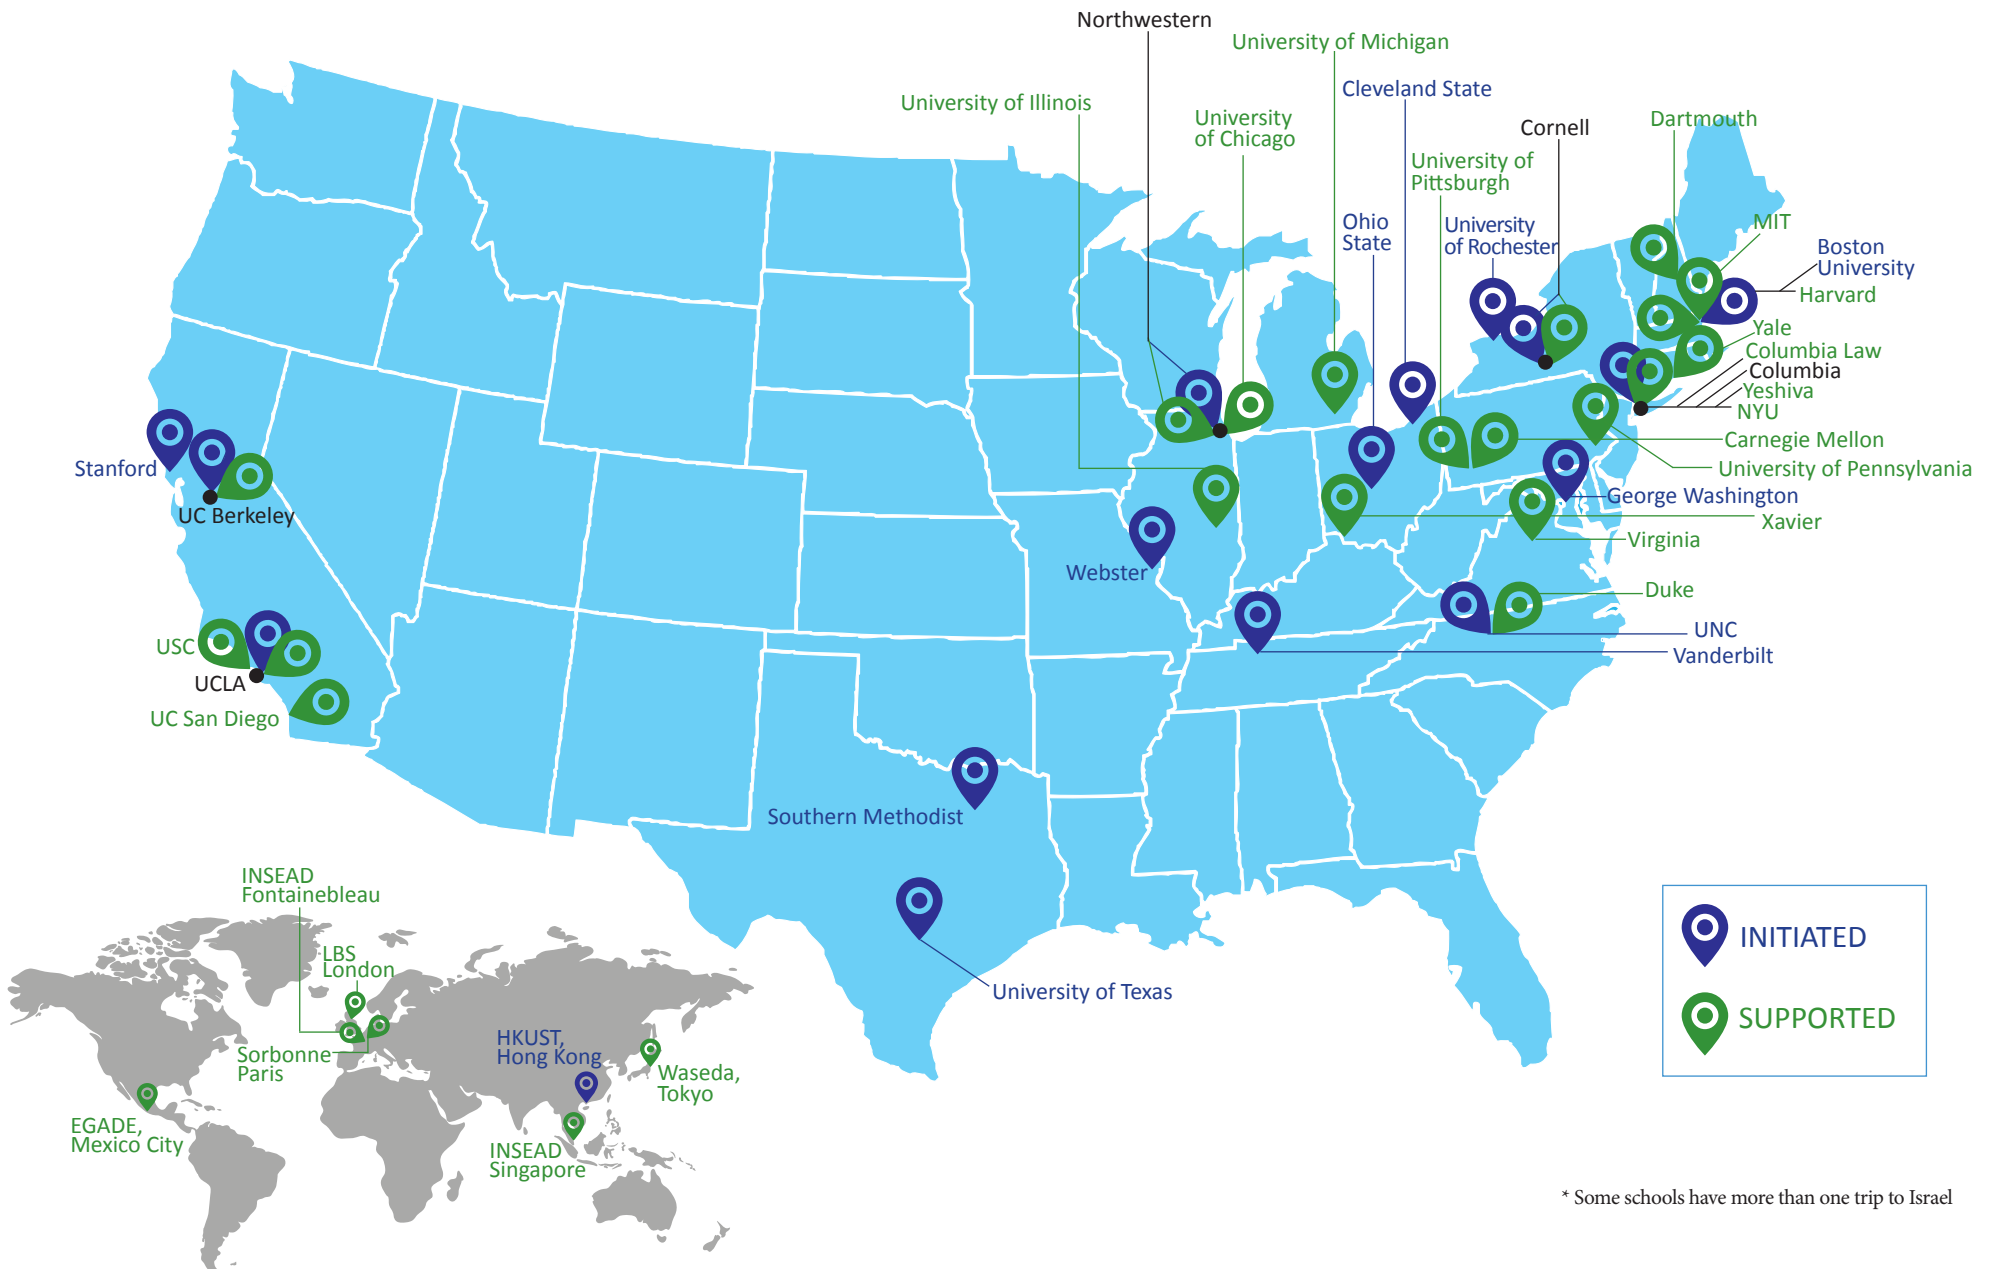 Northwestern
University of Michigan
Cleveland State
University of Illinois
University
of Chicago
Cornell
Dartmouth
University of
Pittsburgh
Ohio
State
University
of Rochester
MIT
Boston
University
Harvard
Yale
Columbia Law
Columbia
Yeshiva
NYU
Carnegie Mellon
University of Pennsylvania
George Washington
Xavier
Virginia
Duke
UNC
Vanderbilt
Stanford
UC Berkeley
Webster
USC
UCLA
UC San Diego
Southern Methodist
University of Texas
INSEAD
Fontainebleau
LBS
London
Sorbonne
Paris
HKUST,
Hong Kong
Waseda,
Tokyo
EGADE,
Mexico City
INSEAD
Singapore
INITIATED
SUPPORTED
* Some schools have more than one trip to Israel